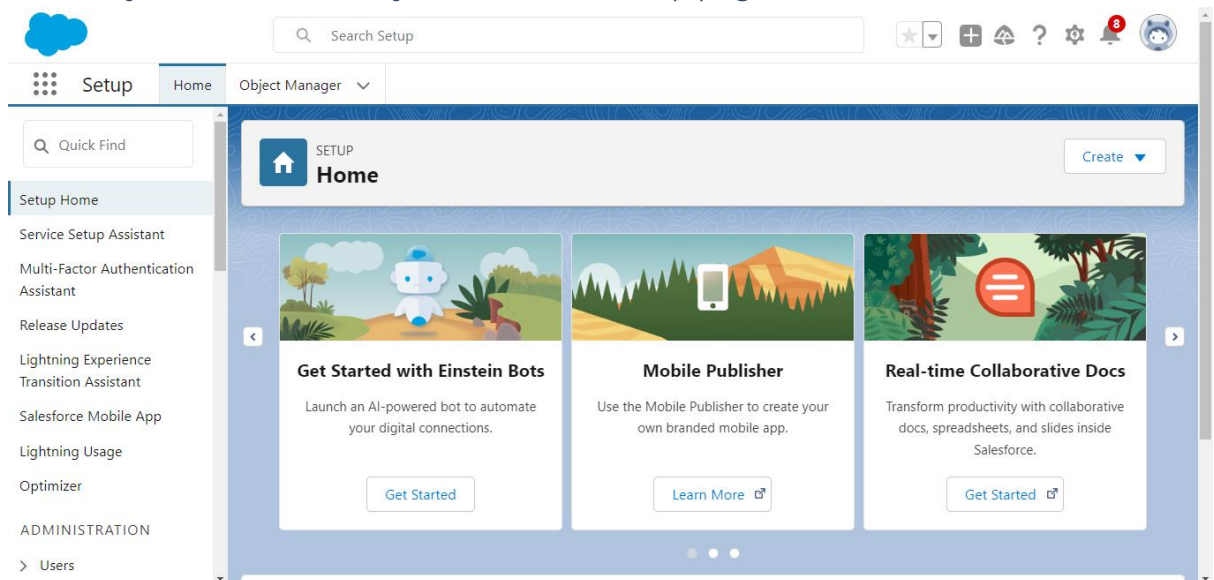 Search Setup
8
Setup
Home
Object Manager
Quick Find
Setup Home
Service Setup Assistant
Multi-Factor Authentication
Assistant
Release Updates
Lightning Experience
Transition Assistant
Salesforce Mobile App
Lightning Usage
Optimizer
ADMINISTRATION
Users
SETUP
Home
Create
Get Started with Einstein Bots
Launch an AI-powered bot to automate
your digital connections.
Get Started
Mobile Publisher
Use the Mobile Publisher to create your
own branded mobile app.
Learn More
Real-time Collaborative Docs
Transform productivity with collaborative
docs, spreadsheets, and slides inside
Salesforce.
Get Started